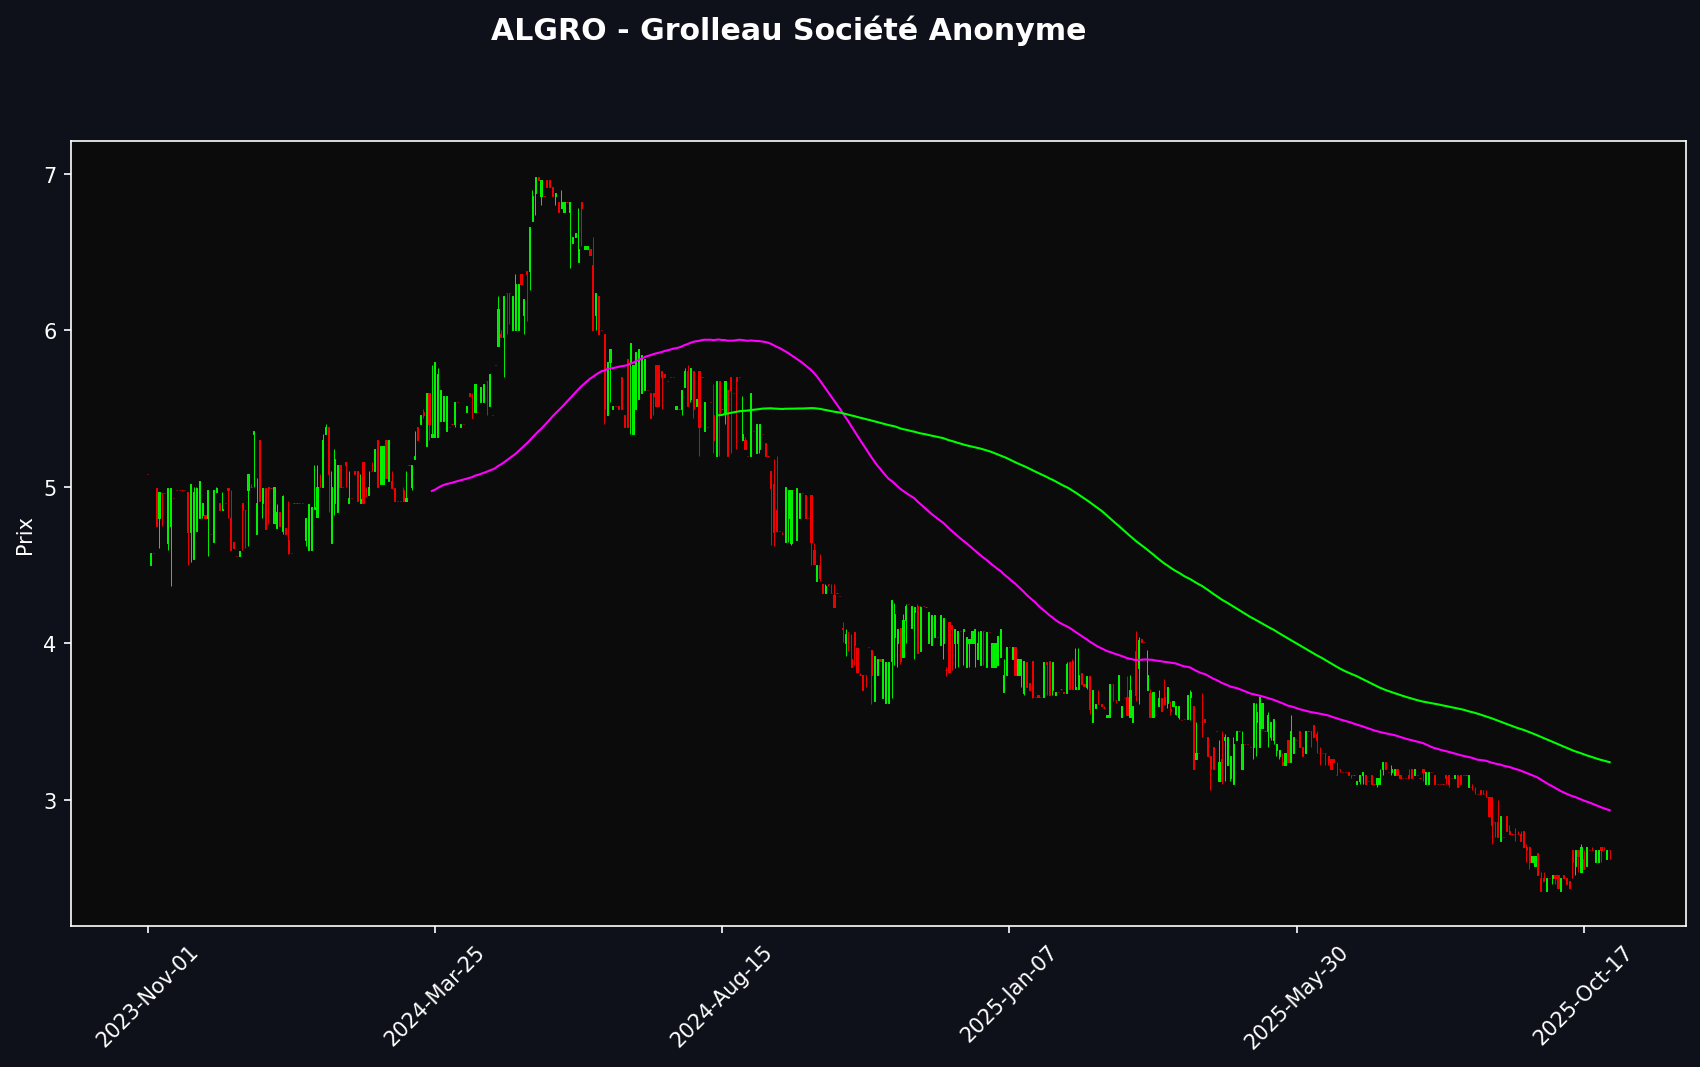 ALGRO - Grolleau Société Anonyme
Prix
7
6
5
4
3
2023-Nov-01
2024-Mar-25
2024-Aug-15
2025-Jan-07
2025-May-30
2025-Oct-17